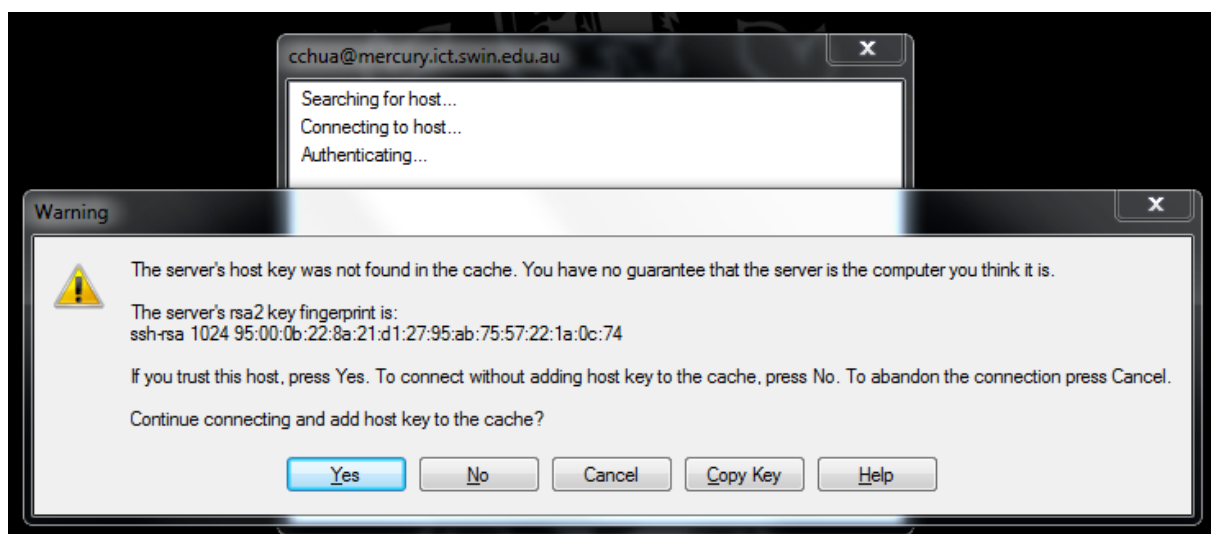 cchua@mercury.ict.swin.edu.au
X
Searching for host...
Connecting to host...
Authenticating...
Warning
X
The server's host key was not found in the cache. You have no guarantee that the server is the computer you think it is.
The server's rsa2 key fingerprint is:
ssh-rsa 1024 95:00:0b:22:8a:21:d1:27:95:ab:75:57:22:1a:0c:74
If you trust this host, press Yes. To connect without adding host key to the cache, press No. To abandon the connection press Cancel.
Continue connecting and add host key to the cache?
Yes No Cancel Copy Key Help